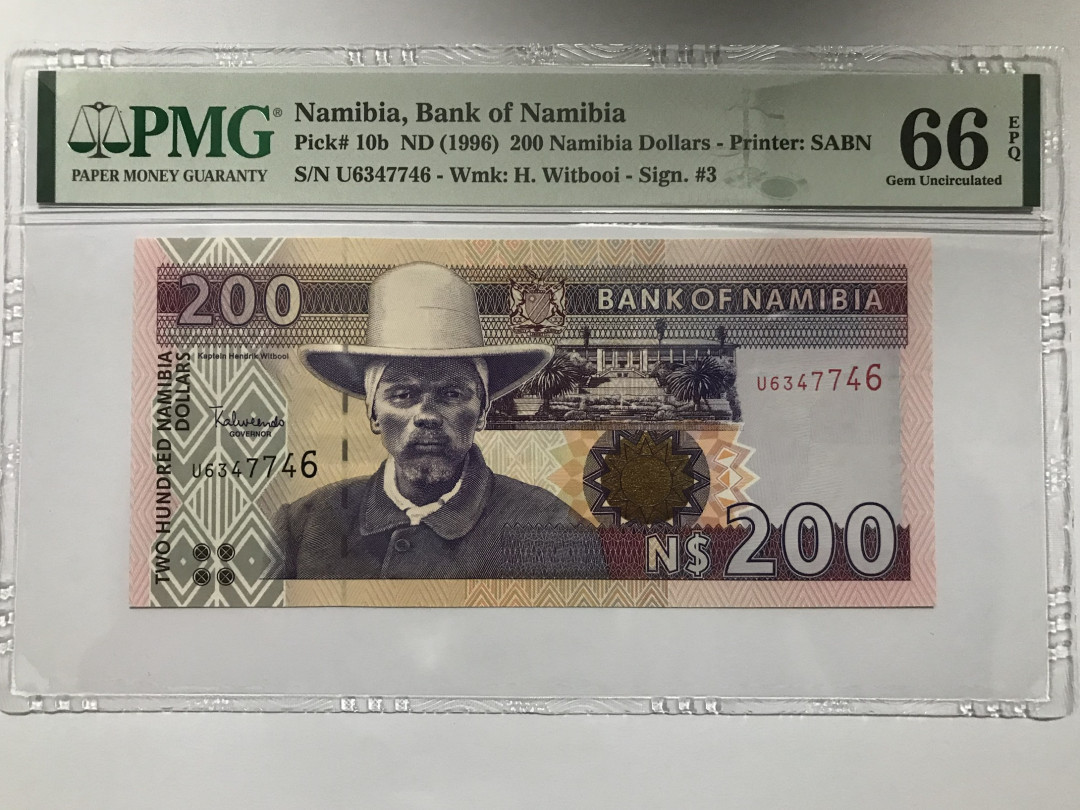 PMG®
PAPER MONEY GUARANTY
Namibia, Bank of Namibia
Pick# 10b ND (1996) 200 Namibia Dollars - Printer: SABN
S/N U6347746 - Wmk: H. Witbooi - Sign. #3
66
EPQ
Gem Uncirculated
200
BANK OF NAMIBIA
Kaptein Hendrik Witbooi
U6347746
TWO HUNDRED NAMIBIA
DOLLARS
Kalweendo
GOVERNOR
U6347746
N$ 200